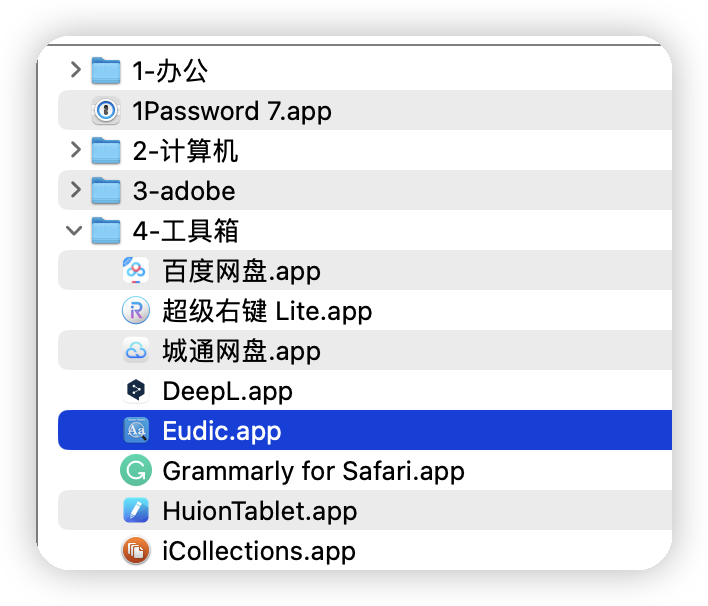 1-办公
1Password 7.app
2-计算机
3-adobe
4-工具箱
百度网盘.app
超级右键 Lite.app
城通网盘.app
DeepL.app
Eudic.app
Grammarly for Safari.app
HuionTablet.app
iCollections.app